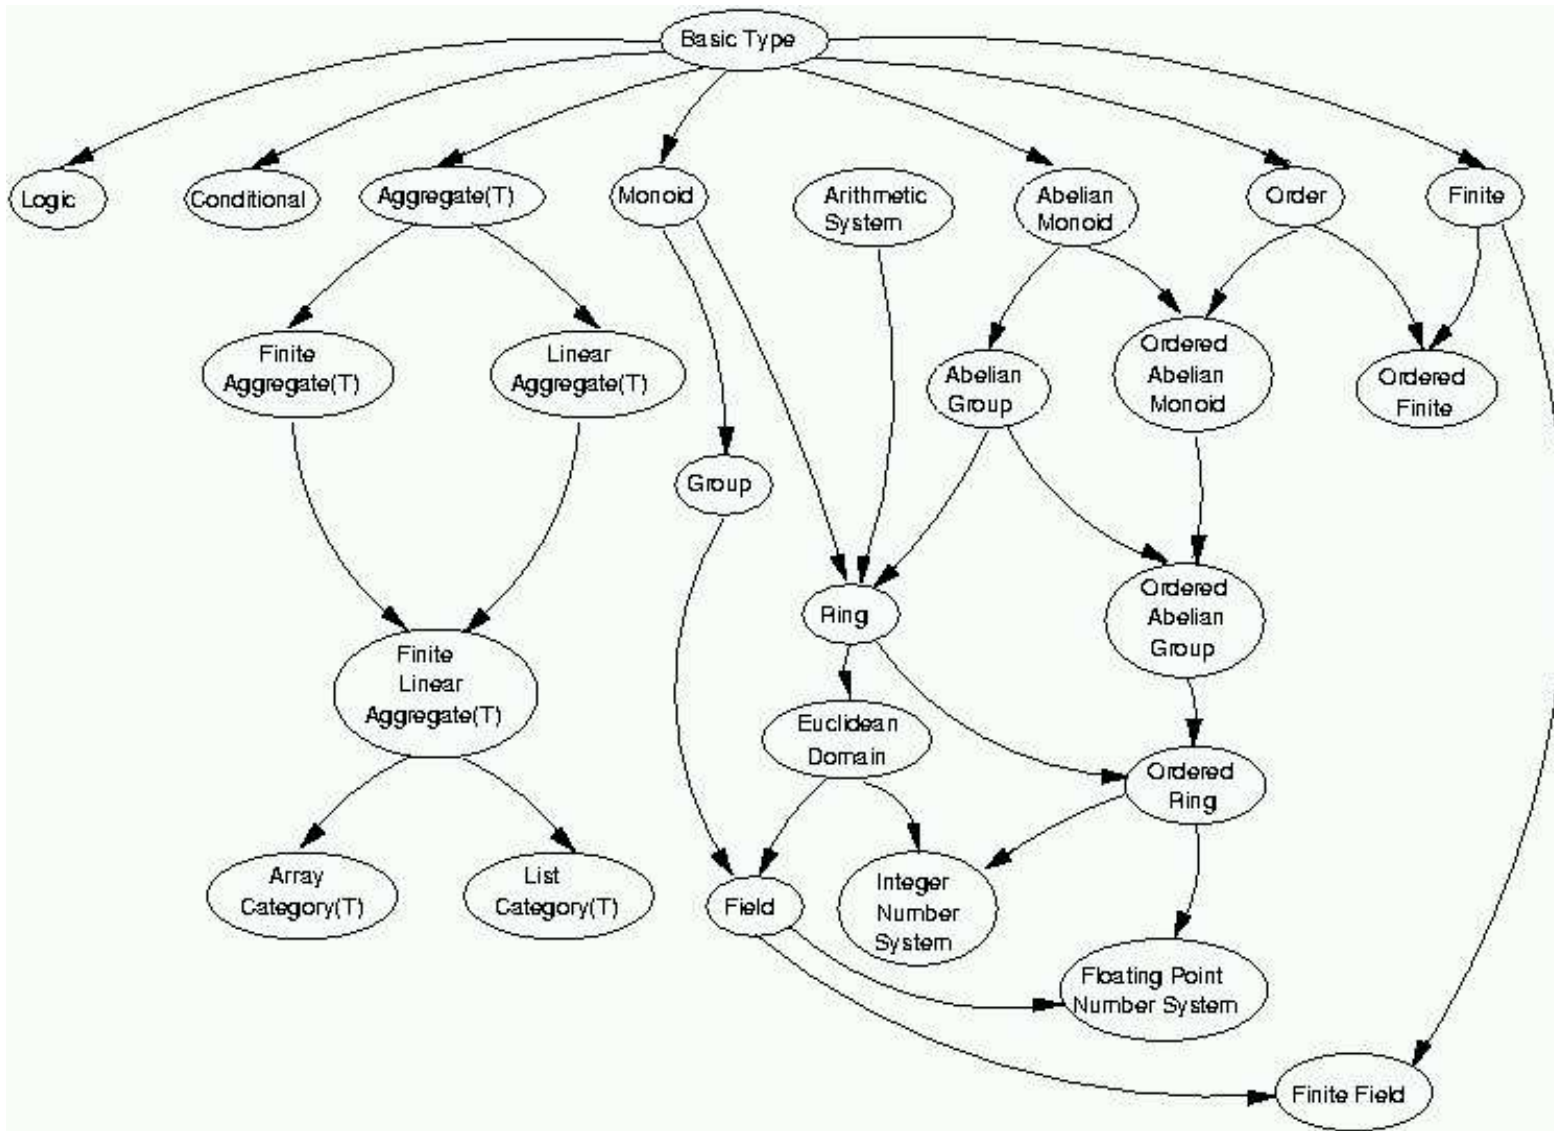 Basic Type
Logic
Conditional
Aggregate(T)
Monoid
Arithmetic
System
Abelian
Monoid
Order
Finite
Finite
Aggregate(T)
Linear
Aggregate(T)
Abelian
Group
Ordered
Abelian
Monoid
Ordered
Finite
Group
Ring
Ordered
Abelian
Group
Finite
Linear
Aggregate(T)
Euclidean
Domain
Ordered
Ring
Array
Category(T)
List
Category(T)
Field
Integer
Number
System
Floating Point
Number System
Finite Field